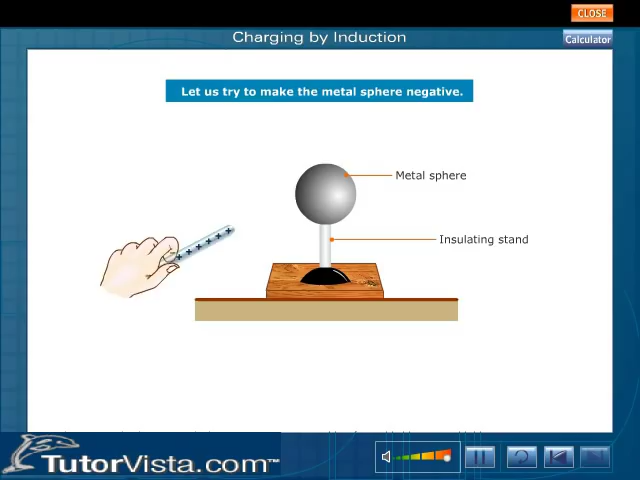 CLOSE
Charging by Induction
Calculator
Let us try to make the metal sphere negative.
Metal sphere
Insulating stand
TutorVista.com™